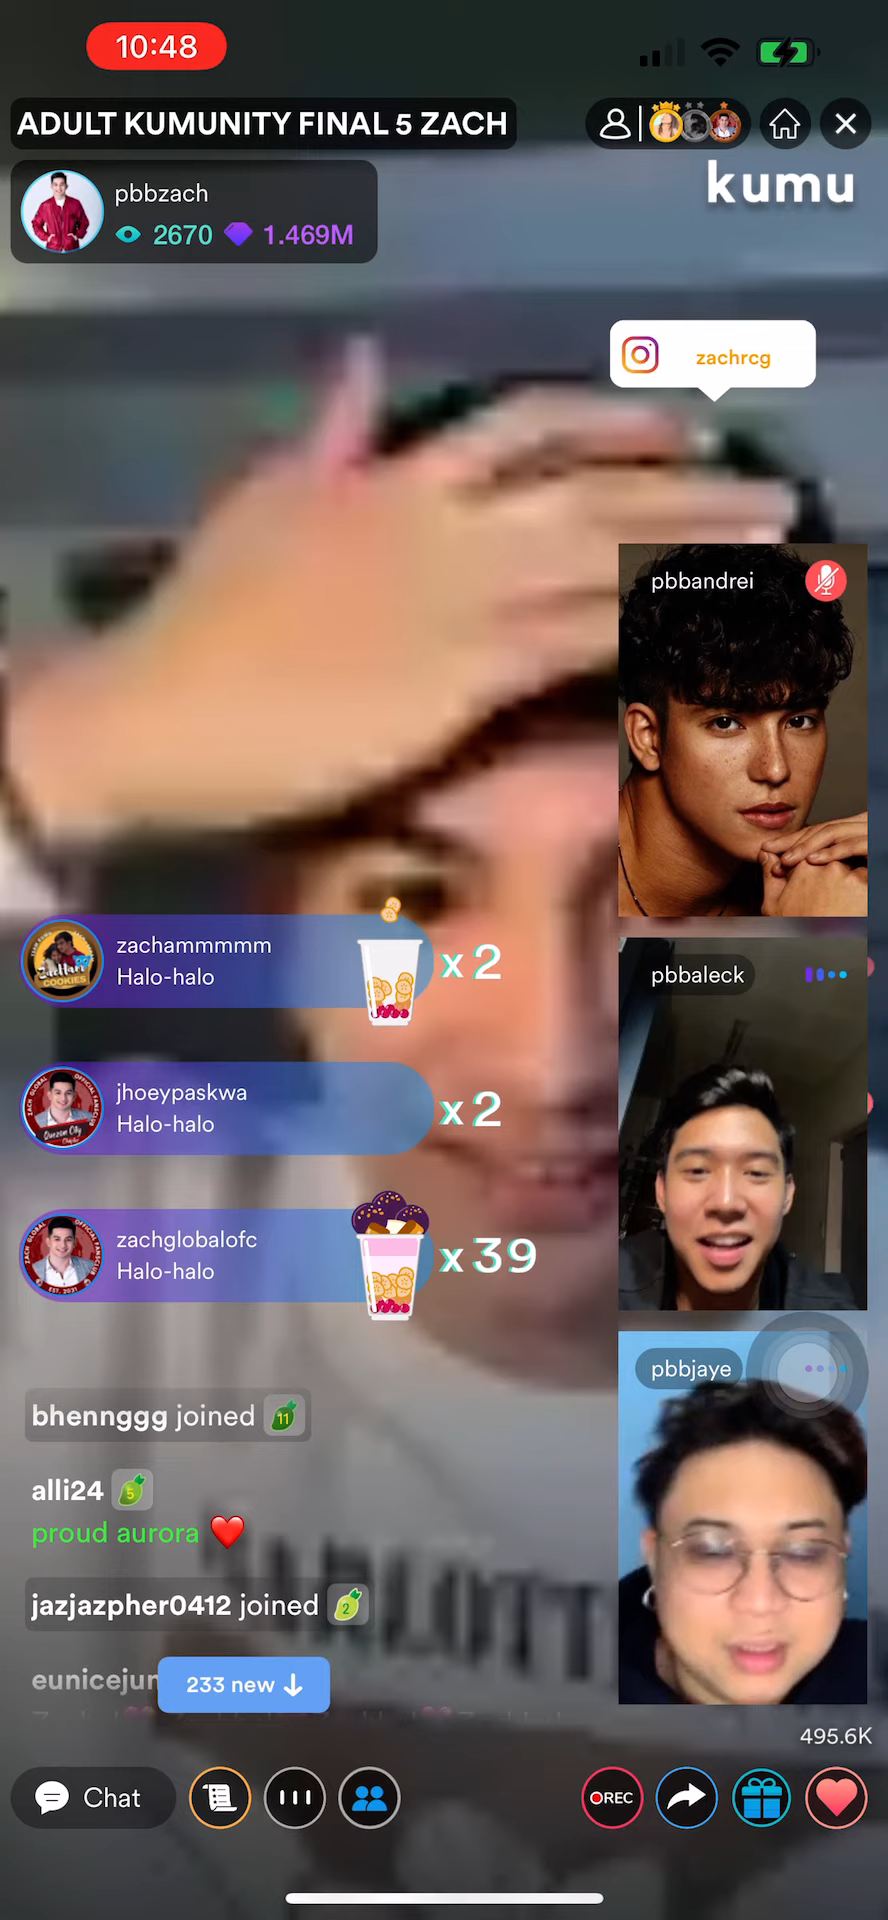 10:48
ADULT KUMUNITY FINAL 5 ZACH
pbbzach
2670 1.469M
kumu
zachrcg
pbbandrei
zachammmmm
Halo-halo
x2
pbbaleck
jhoeypaskwa
Halo-halo
x2
zachglobalofc
Halo-halo
x39
pbbjaye
bhennggg joined 11
alli24 5
proud aurora
jazjazpher0412 joined 2
233 new
495.6K
Chat
REC